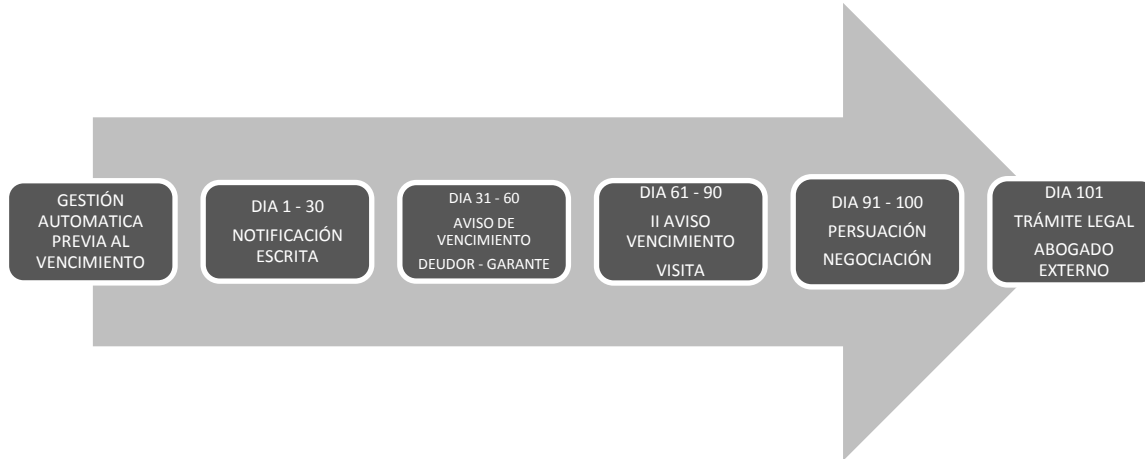 GESTIÓN
AUTOMATICA
PREVIA AL
VENCIMIENTO
DIA 1 - 30
NOTIFICACIÓN
ESCRITA
DIA 31 - 60
AVISO DE
VENCIMIENTO
DEUDOR - GARANTE
DIA 61 - 90
II AVISO
VENCIMIENTO
VISITA
DIA 91 - 100
PERSUACIÓN
NEGOCIACIÓN
DIA 101
TRÁMITE LEGAL
ABOGADO
EXTERNO